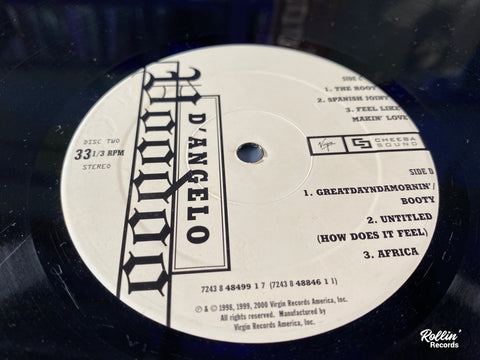 SIDE C
1. THE ROOT
2. SPANISH JOINT
3. FEEL LIKE
MAKIN' LOVE
Voodoo
D'ANGELO
DISC TWO
33 1/3 RPM
STEREO
Virgin
CHEEBA
SOUND
SIDE D
1. GREATDAYNDAMORNIN'/
BOOTY
2. UNTITLED
(HOW DOES IT FEEL)
3. AFRICA
7243 8 48499 1 7 (7243 8 48846 1 1)
℗ & © 1998, 1999, 2000 Virgin Records America, Inc.
All rights reserved. Manufactured by
Virgin Records America, Inc.
Rollin'
Records